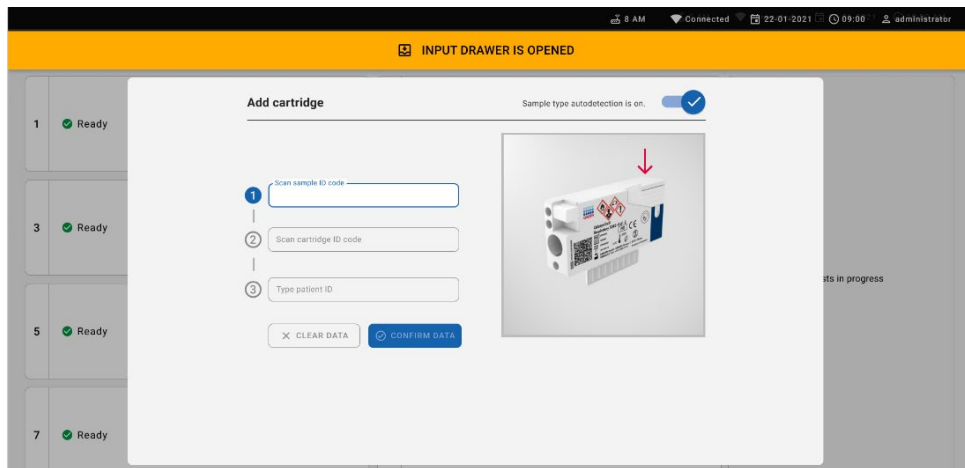 8 AM Connected 22-01-2021 09:00 administrator
INPUT DRAWER IS OPENED
Add cartridge
Sample type autodetection is on.
1 Ready
Scan sample ID code
1
3 Ready
2 Scan cartridge ID code
3 Type patient ID
sts in progress
5 Ready
CLEAR DATA
CONFIRM DATA
7 Ready